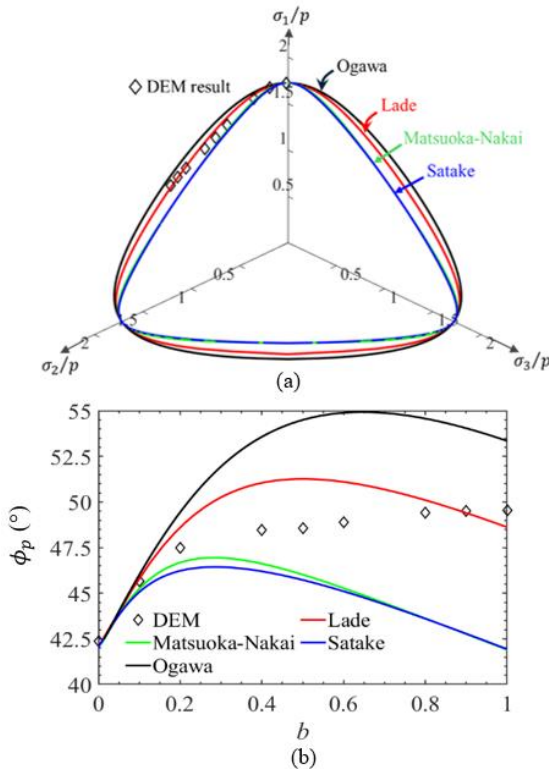 σ₁/p
2
1.5
1
0.5
◇ DEM result
Ogawa
Lade
Matsuoka-Nakai
Satake
0.5
1
1.5
2
σ₂/p
0.5
1
1.5
2
σ₃/p
(a)
55
52.5
50
47.5
45
42.5
40
ϕₚ (°)
◇ DEM
Lade
Matsuoka-Nakai
Satake
Ogawa
0 0.2 0.4 0.6 0.8 1
b
(b)